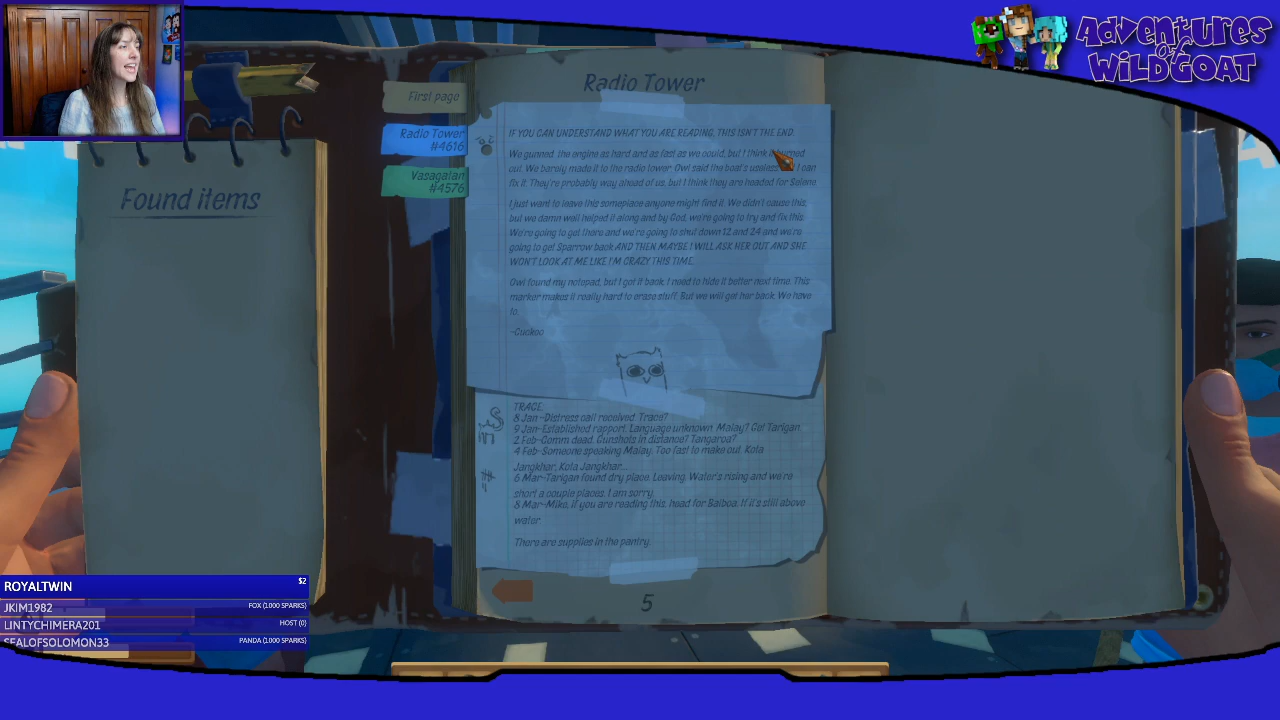 Adventures
of
WildGoat
First page
Radio Tower
#4616
Vasagatan
#4576
Found items
Radio Tower
IF YOU CAN UNDERSTAND WHAT YOU ARE READING, THIS ISN'T THE END.
We gunned the engine as hard and as fast as we could, but I think it burned
out. We barely made it to the radio tower. Owl said the boat's useless I can
fix it. They're probably way ahead of us, but I think they are headed for Selene
I just want to leave this someplace anyone might find it. We didn't cause this,
but we damn well helped it along and by God, we're going to try and fix this.
We're going to get there and we're going to shut down 12 and 24 and we're
going to get Sparrow back AND THEN MAYBE I WILL ASK HER OUT AND SHE
WON'T LOOK AT ME LIKE I'M CRAZY THIS TIME.
Owl found my notepad, but I got it back. I need to hide it better next time. This
marker makes it really hard to erase stuff. But we will get her back. We have
to.
-Cuckoo
TRACE:
8 Jan-Distress call received. Trace?
9 Jan-Established rapport. Language unknown. Malay? Get Tarigan.
2 Feb-Comm dead. Gunshots in distance? Tangaroa?
4 Feb-Someone speaking Malay. Too fast to make out. Kota
Jangkhar, Kota Jangkhar...
6 Mar-Tarigan found dry place. Leaving. Water's rising and we're
short a couple places. I am sorry.
8 Mar-Mike, if you are reading this, head for Balboa. If it's still above
water.
There are supplies in the pantry.
5
ROYALTWIN $2
JKIM1982 FOX (1000 SPARKS)
LINTYCHIMERA201 HOST (0)
SEALOFSOLOMON33 PANDA (1000 SPARKS)